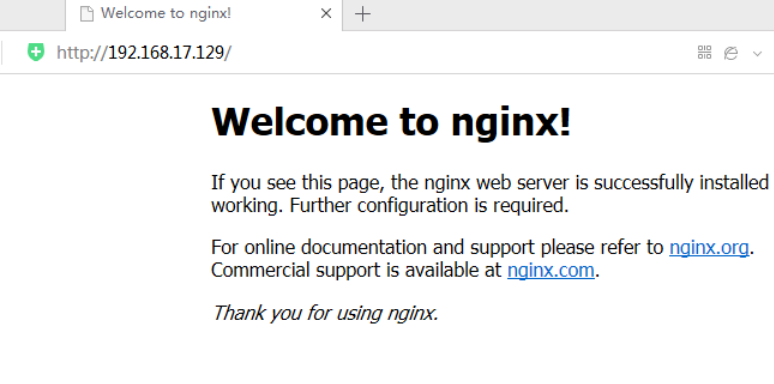 Welcome to nginx!
http://192.168.17.129/
Welcome to nginx!
If you see this page, the nginx web server is successfully installed
working. Further configuration is required.
For online documentation and support please refer to nginx.org.
Commercial support is available at nginx.com.
Thank you for using nginx.